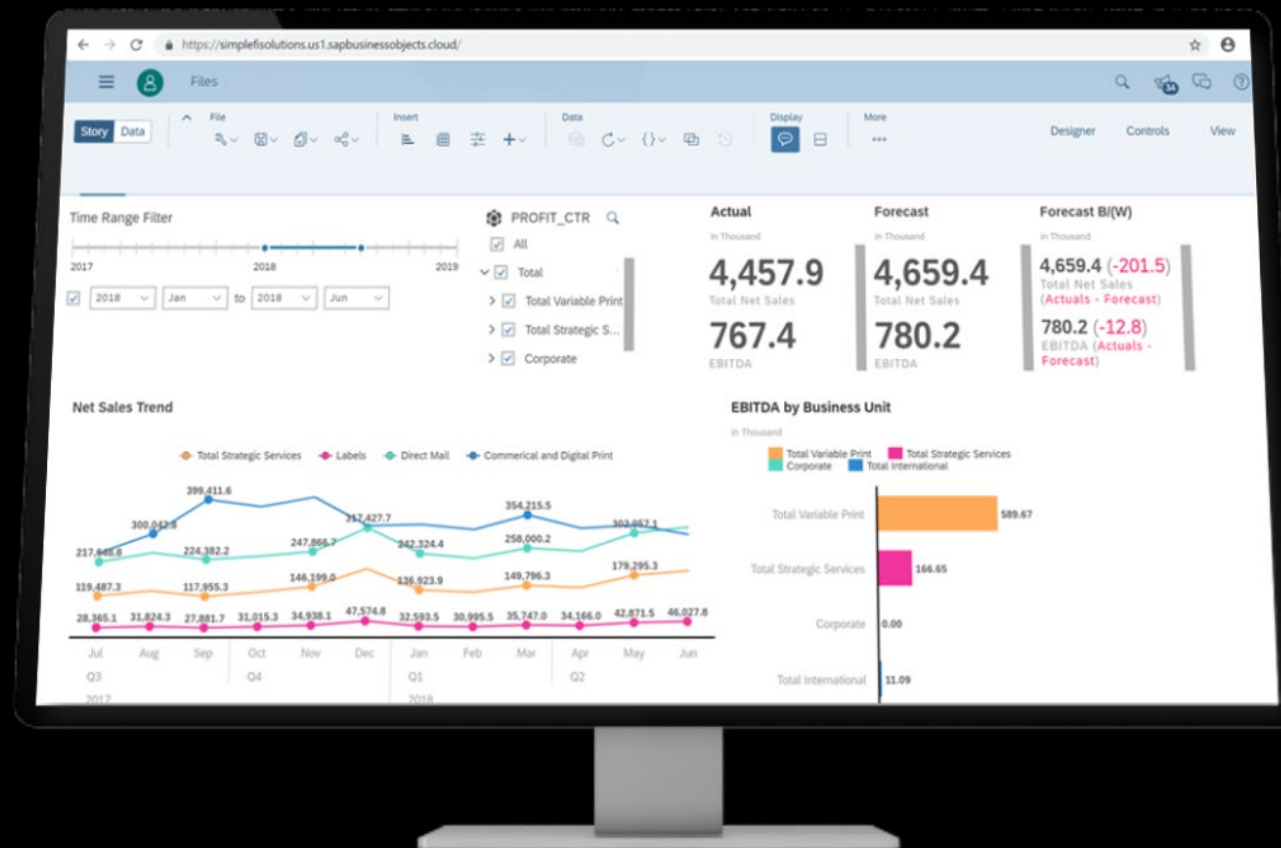 https://simplefisolutions.us1.sapbusinessobjects.cloud/
Files
34
Story Data
File Insert Data Display More
Designer Controls View
Time Range Filter
2017 2018 2019
2018 Jan to 2018 Jun
PROFIT_CTR
All
Total
Total Variable Print
Total Strategic S...
Corporate
Actual
in Thousand
4,457.9
Total Net Sales
767.4
EBITDA
Forecast
in Thousand
4,659.4
Total Net Sales
780.2
EBITDA
Forecast B/(W)
in Thousand
4,659.4 (-201.5)
Total Net Sales
(Actuals - Forecast)
780.2 (-12.8)
EBITDA (Actuals -
Forecast)
Net Sales Trend
Total Strategic Services Labels Direct Mail Commerical and Digital Print
399,411.6
300,042.8
354,215.5
317,427.7
303,057.1
224,382.2 247,866.7 242,324.4 258,000.2
119,487.3 117,955.3 146,199.0 136,923.9 149,796.3 179,295.3
28,365.1 31,824.3 27,881.7 31,015.3 34,938.1 47,574.8 32,593.5 30,995.5 35,747.0 34,166.0 42,871.5 46,027.8
Jul Aug Sep Oct Nov Dec Jan Feb Mar Apr May Jun
Q3 Q4 Q1 Q2
2017 2018
EBITDA by Business Unit
in Thousand
Total Variable Print Total Strategic Services
Corporate Total International
Total Variable Print 589.67
Total Strategic Services 166.65
Corporate 0.00
Total International 11.09